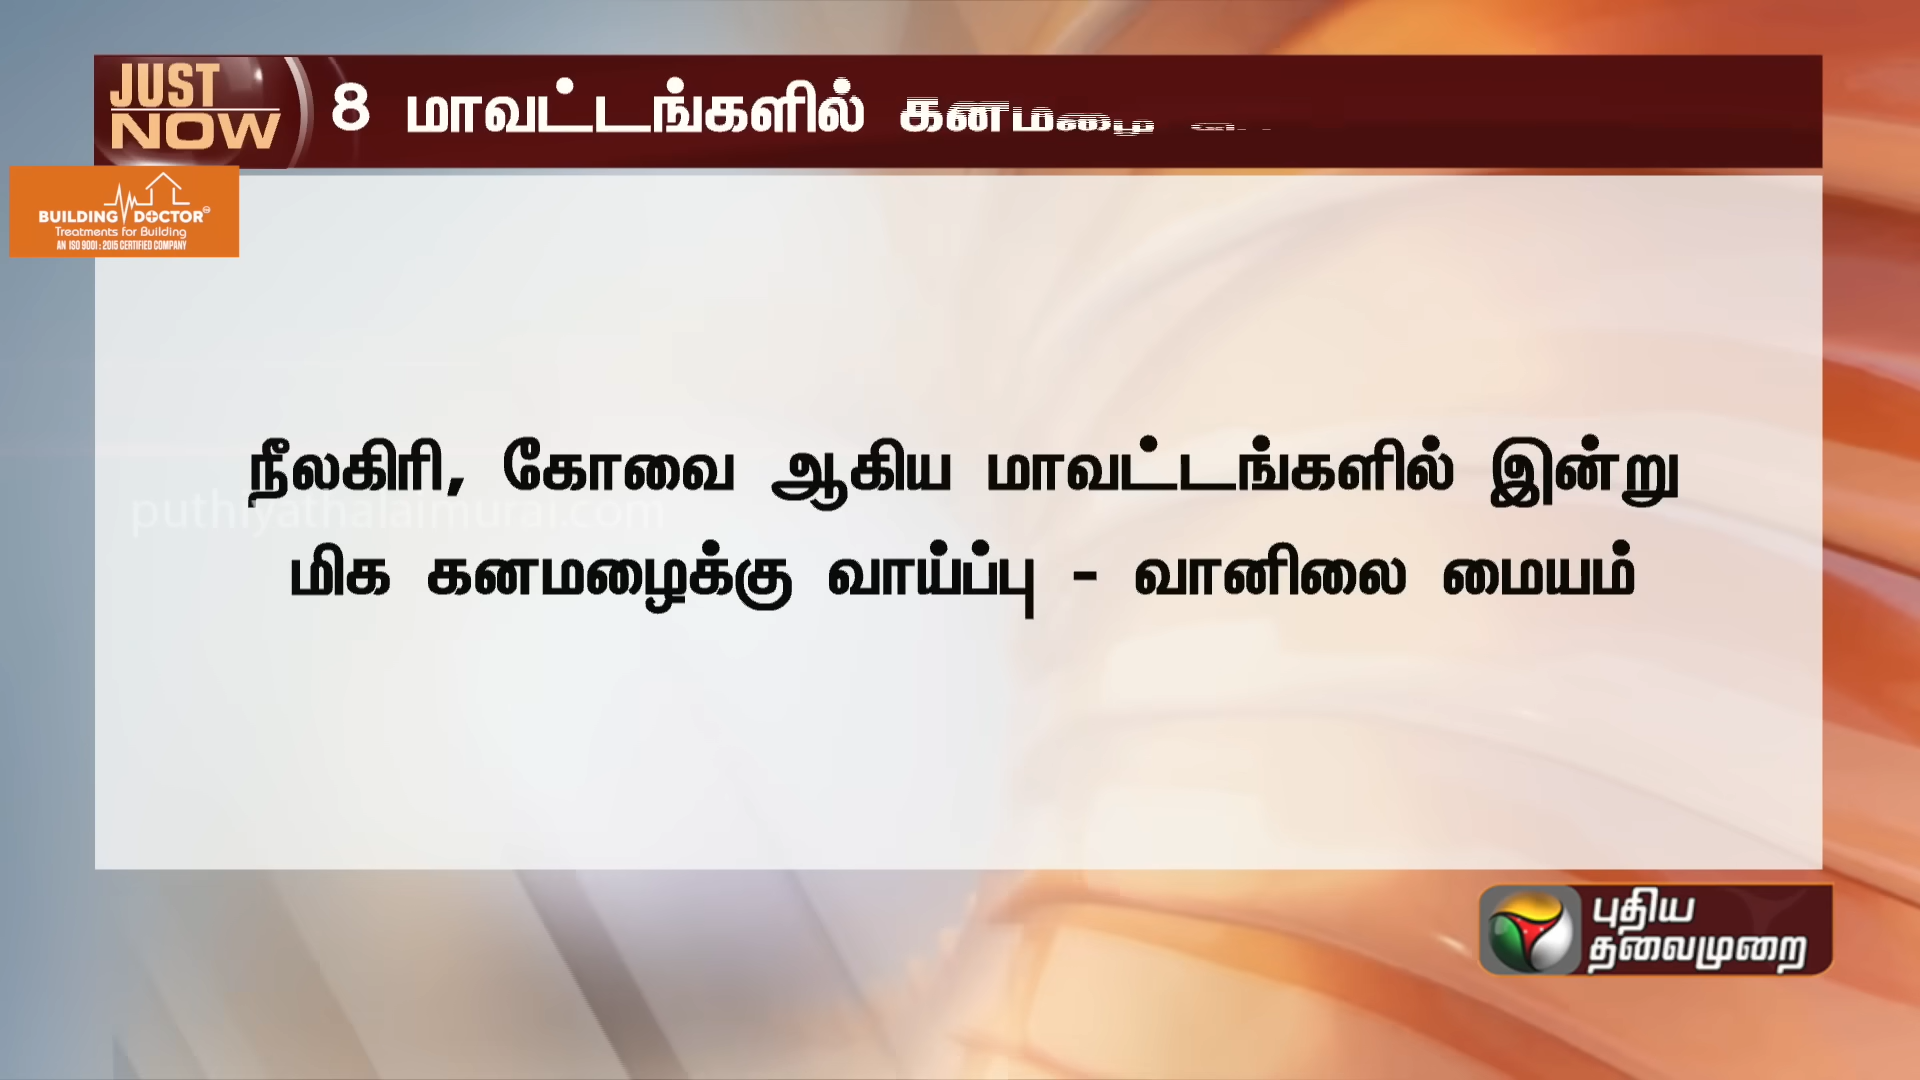 JUST
NOW
8 மாவட்டங்களில் கனமழை
BUILDING DOCTOR
Treatments for Building
AN ISO 9001 : 2015 CERTIFIED COMPANY
நீலகிரி, கோவை ஆகிய மாவட்டங்களில் இன்று
puthiyathalaimurai.com
மிக கனமழைக்கு வாய்ப்பு - வானிலை மையம்
புதிய
தலைமுறை